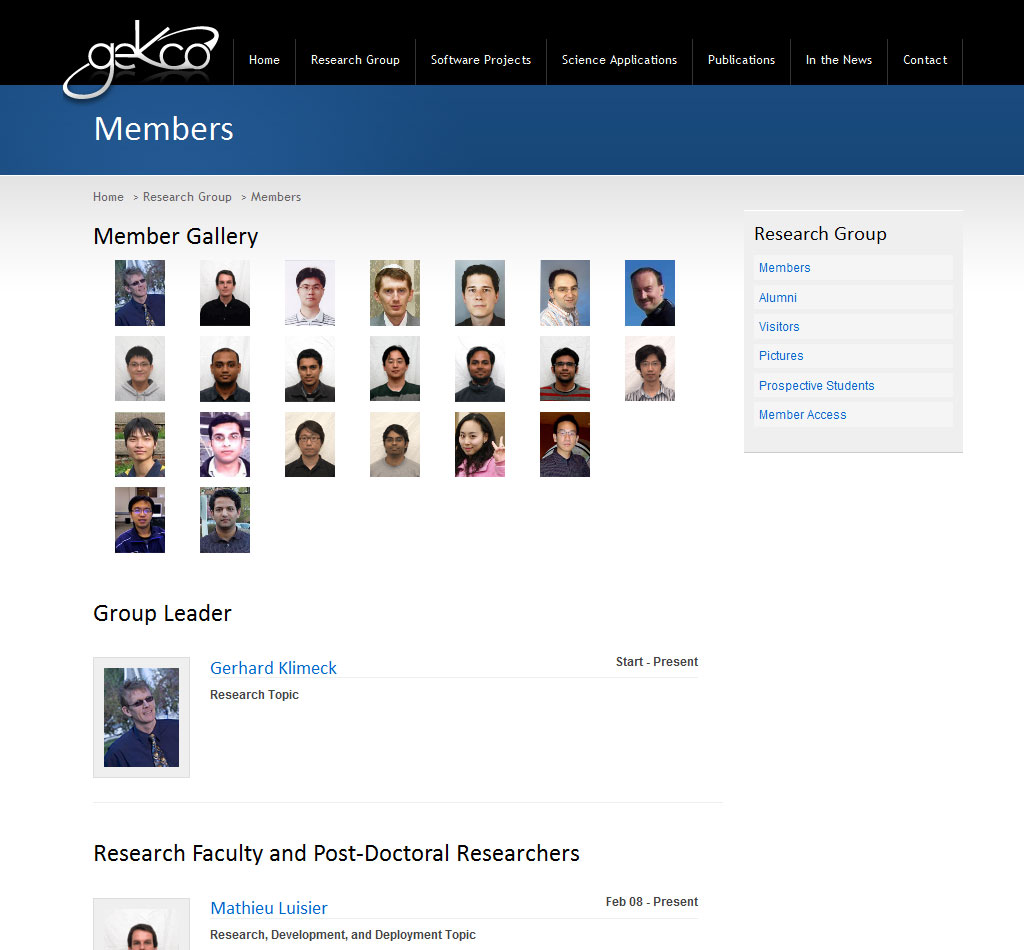 gekco
Home
Research Group
Software Projects
Science Applications
Publications
In the News
Contact
Members
Home > Research Group > Members
Member Gallery
Research Group
Members
Alumni
Visitors
Pictures
Prospective Students
Member Access
Group Leader
Gerhard Klimeck
Start - Present
Research Topic
Research Faculty and Post-Doctoral Researchers
Mathieu Luisier
Feb 08 - Present
Research, Development, and Deployment Topic